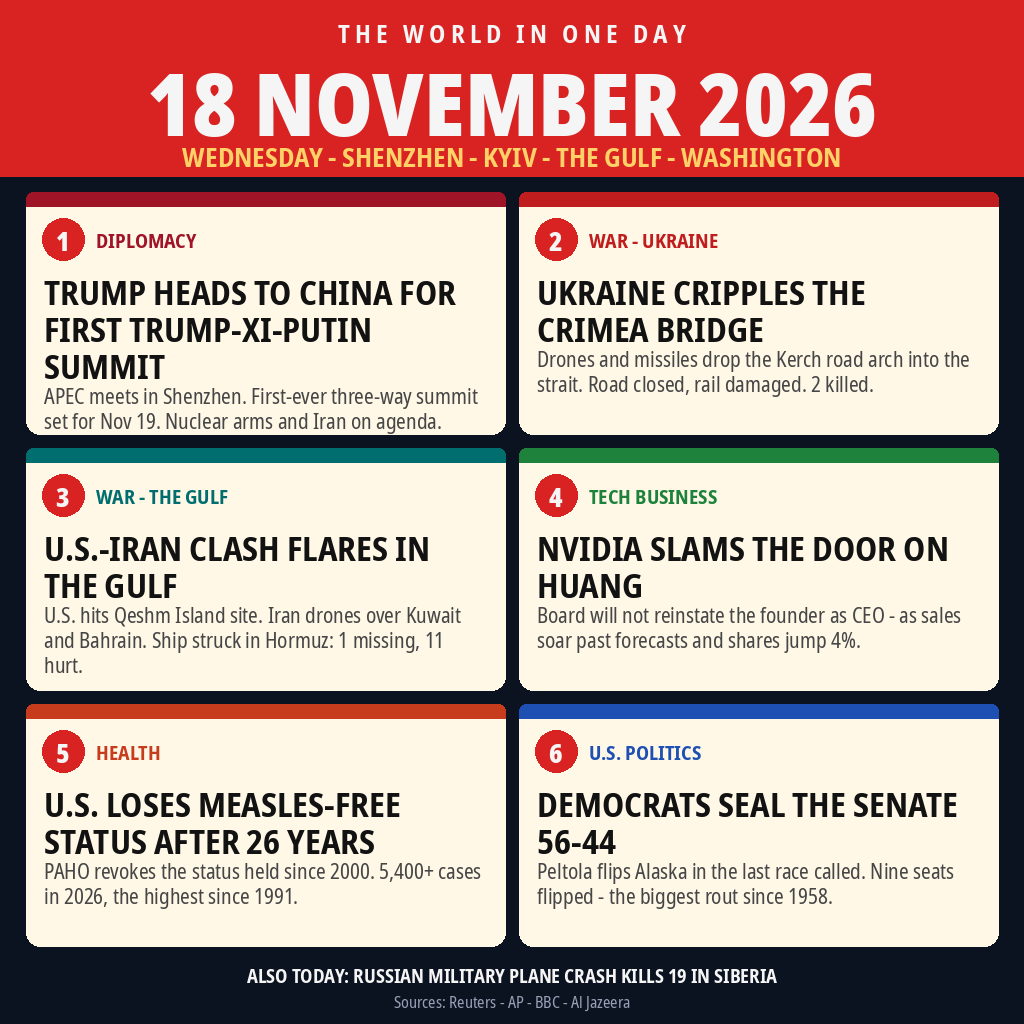 THE WORLD IN ONE DAY
18 NOVEMBER 2026
WEDNESDAY - SHENZHEN - KYIV - THE GULF - WASHINGTON
1 DIPLOMACY
TRUMP HEADS TO CHINA FOR
FIRST TRUMP-XI-PUTIN
SUMMIT
APEC meets in Shenzhen. First-ever three-way summit
set for Nov 19. Nuclear arms and Iran on agenda.
2 WAR - UKRAINE
UKRAINE CRIPPLES THE
CRIMEA BRIDGE
Drones and missiles drop the Kerch road arch into the
strait. Road closed, rail damaged. 2 killed.
3 WAR - THE GULF
U.S.-IRAN CLASH FLARES IN
THE GULF
U.S. hits Qeshm Island site. Iran drones over Kuwait
and Bahrain. Ship struck in Hormuz: 1 missing, 11
hurt.
4 TECH BUSINESS
NVIDIA SLAMS THE DOOR ON
HUANG
Board will not reinstate the founder as CEO - as sales
soar past forecasts and shares jump 4%.
5 HEALTH
U.S. LOSES MEASLES-FREE
STATUS AFTER 26 YEARS
PAHO revokes the status held since 2000. 5,400+ cases
in 2026, the highest since 1991.
6 U.S. POLITICS
DEMOCRATS SEAL THE SENATE
56-44
Peltola flips Alaska in the last race called. Nine seats
flipped - the biggest rout since 1958.
ALSO TODAY: RUSSIAN MILITARY PLANE CRASH KILLS 19 IN SIBERIA
Sources: Reuters - AP - BBC - Al Jazeera